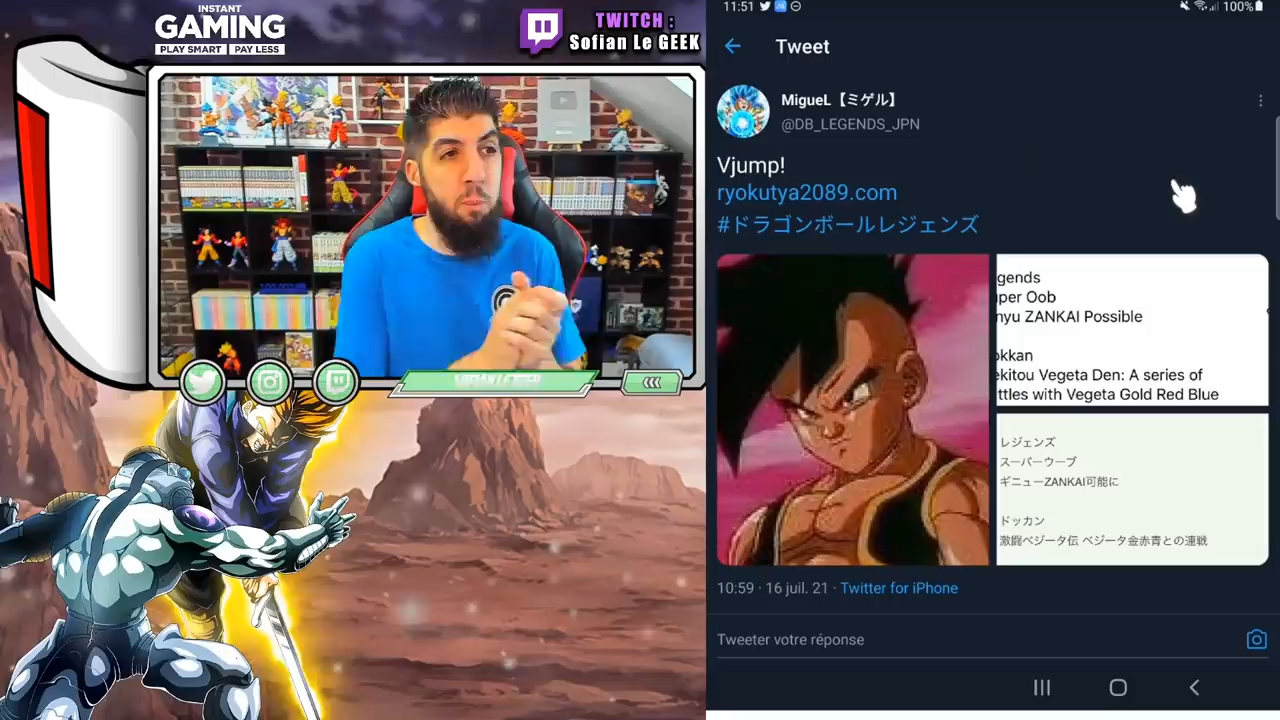 INSTANT
GAMING
PLAY SMART | PAY LESS
TWITCH :
Sofian Le GEEK
11:51
100%
Tweet
MigueL【ミゲル】
@DB_LEGENDS_JPN
Vjump!
ryokutya2089.com
#ドラゴンボールレジェンズ
gends
per Oob
nyu ZANKAI Possible
okkan
ekitou Vegeta Den: A series of
ttles with Vegeta Gold Red Blue
レジェンズ
スーパーウーブ
ギニューZANKAI可能に
ドッカン
激闘ベジータ伝 ベジータ金赤青との連戦
10:59 · 16 juil. 21 · Twitter for iPhone
Tweeter votre réponse